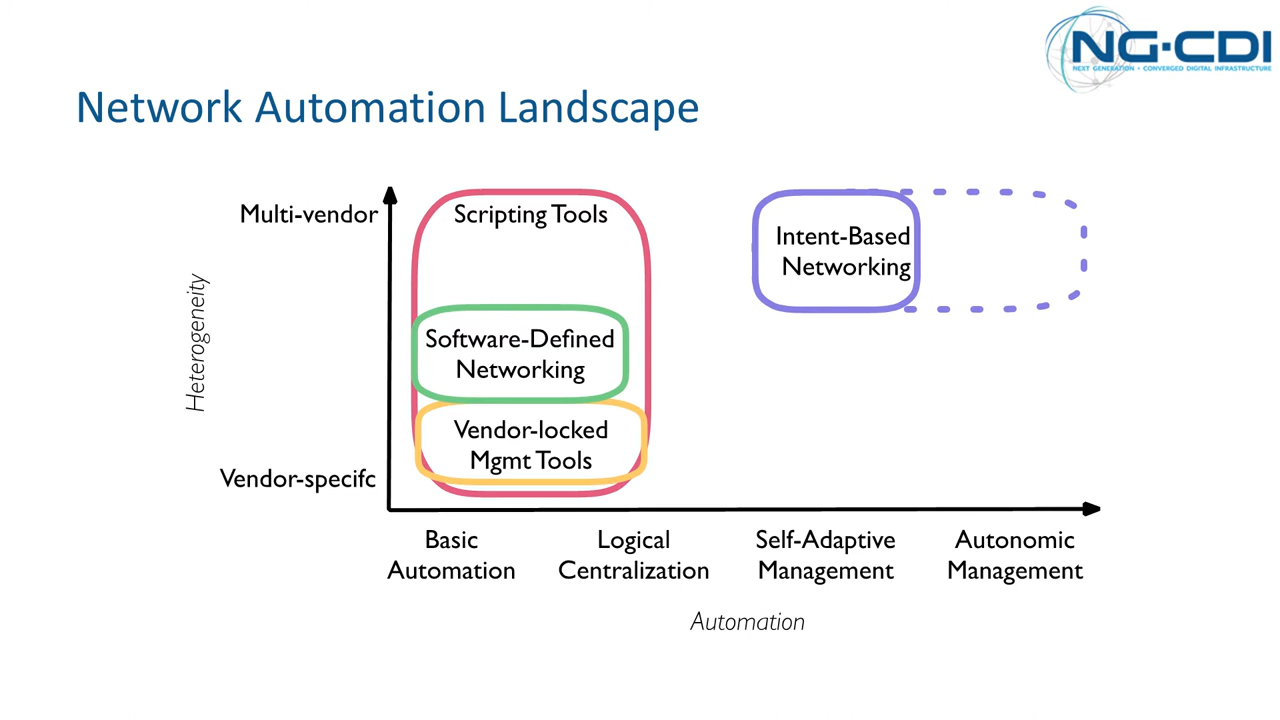 NG·CDI
NEXT GENERATION · CONVERGED DIGITAL INFRASTRUCTURE
Network Automation Landscape
Multi-vendor
Scripting Tools
Intent-Based
Networking
Heterogeneity
Software-Defined
Networking
Vendor-locked
Mgmt Tools
Vendor-specifc
Basic
Automation
Logical
Centralization
Self-Adaptive
Management
Autonomic
Management
Automation